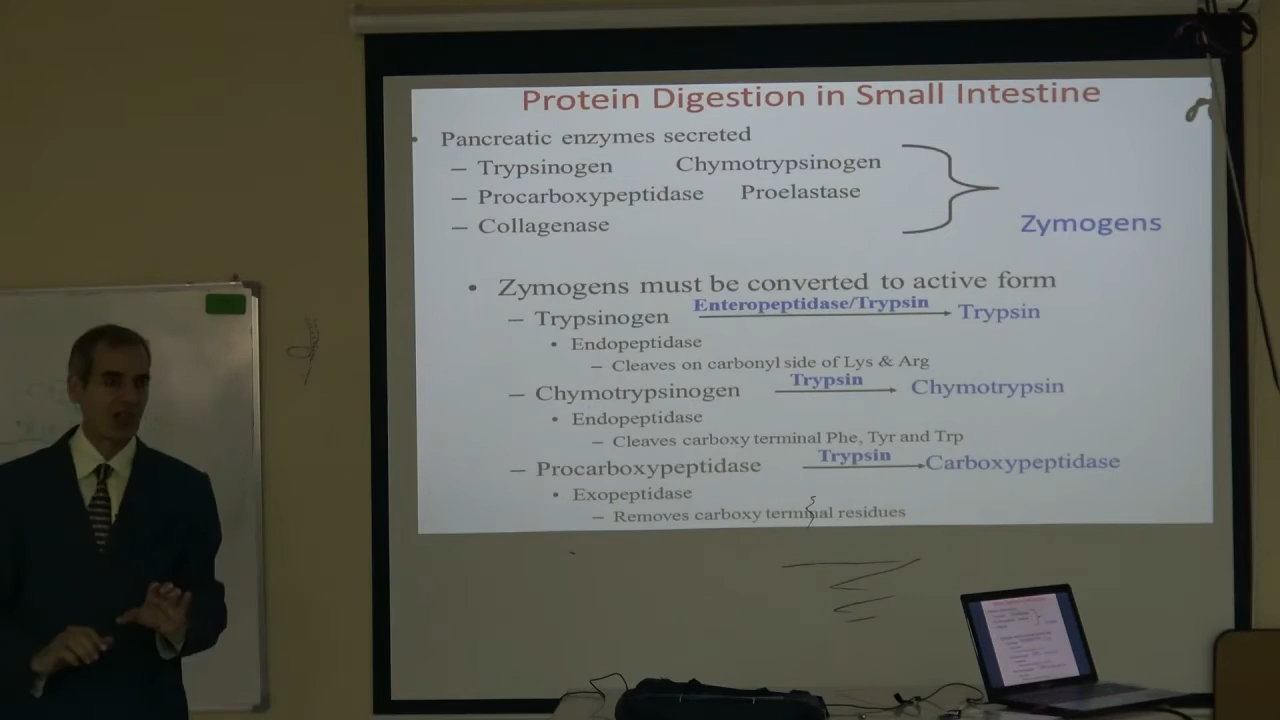 Protein Digestion in Small Intestine
• Pancreatic enzymes secreted
– Trypsinogen Chymotrypsinogen
– Procarboxypeptidase Proelastase
– Collagenase
Zymogens
• Zymogens must be converted to active form
Enteropeptidase/Trypsin
– Trypsinogen Trypsin
• Endopeptidase
– Cleaves on carbonyl side of Lys & Arg
Trypsin
– Chymotrypsinogen Chymotrypsin
• Endopeptidase
– Cleaves carboxy terminal Phe, Tyr and Trp
Trypsin
– Procarboxypeptidase Carboxypeptidase
• Exopeptidase
– Removes carboxy terminal residues